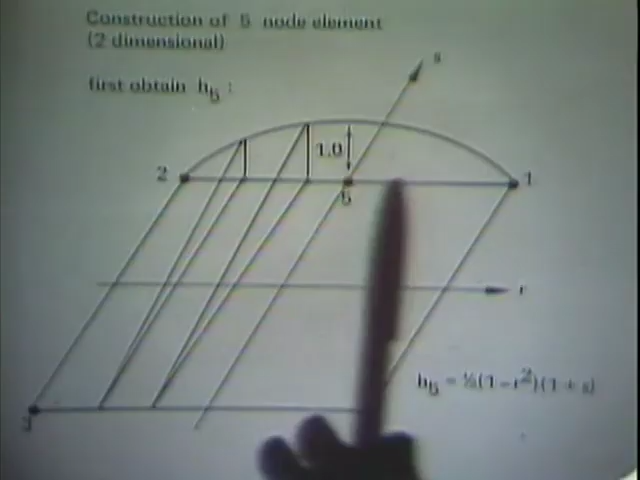 Construction of 5 node element
(2 dimensional)
first obtain h5 :
s
1.0
2
1
5
r
h5 = ½(1-r²)(1+s)
3